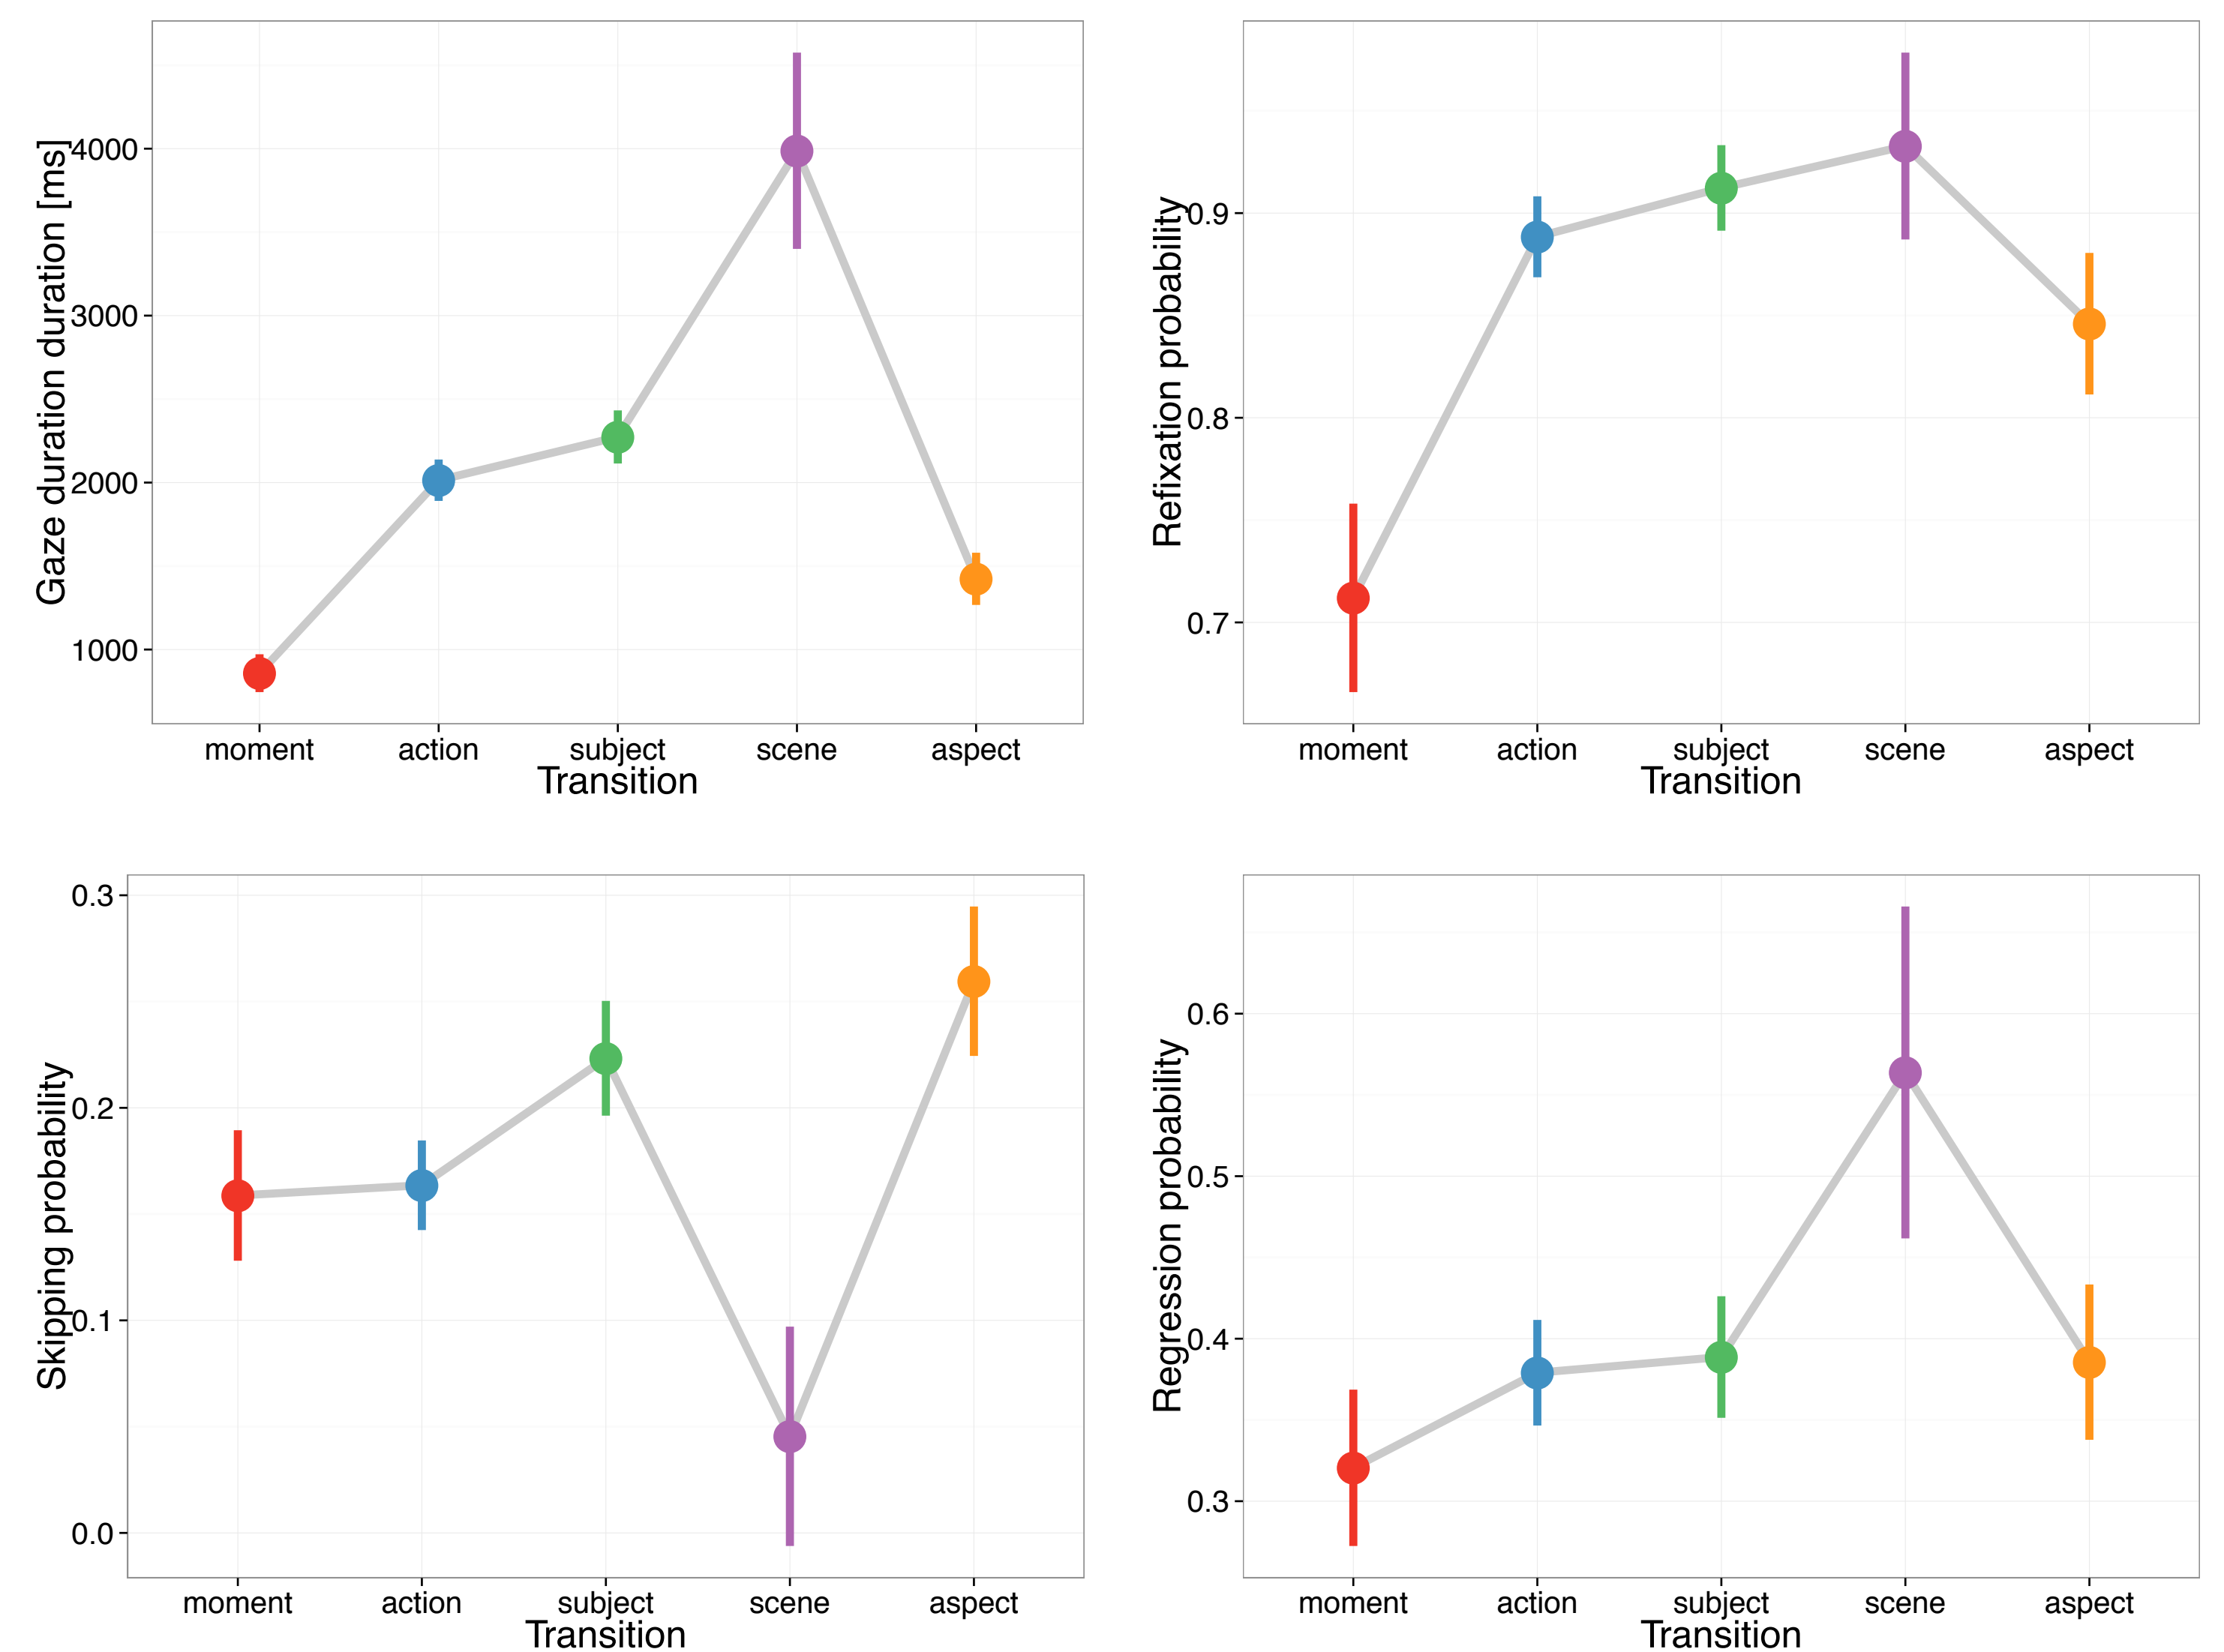 Gaze duration duration [ms]
4000
3000
2000
1000
moment action subject scene aspect
Transition
Refixation probability
0.9
0.8
0.7
moment action subject scene aspect
Transition
Skipping probability
0.3
0.2
0.1
0.0
moment action subject scene aspect
Transition
Regression probability
0.6
0.5
0.4
0.3
moment action subject scene aspect
Transition